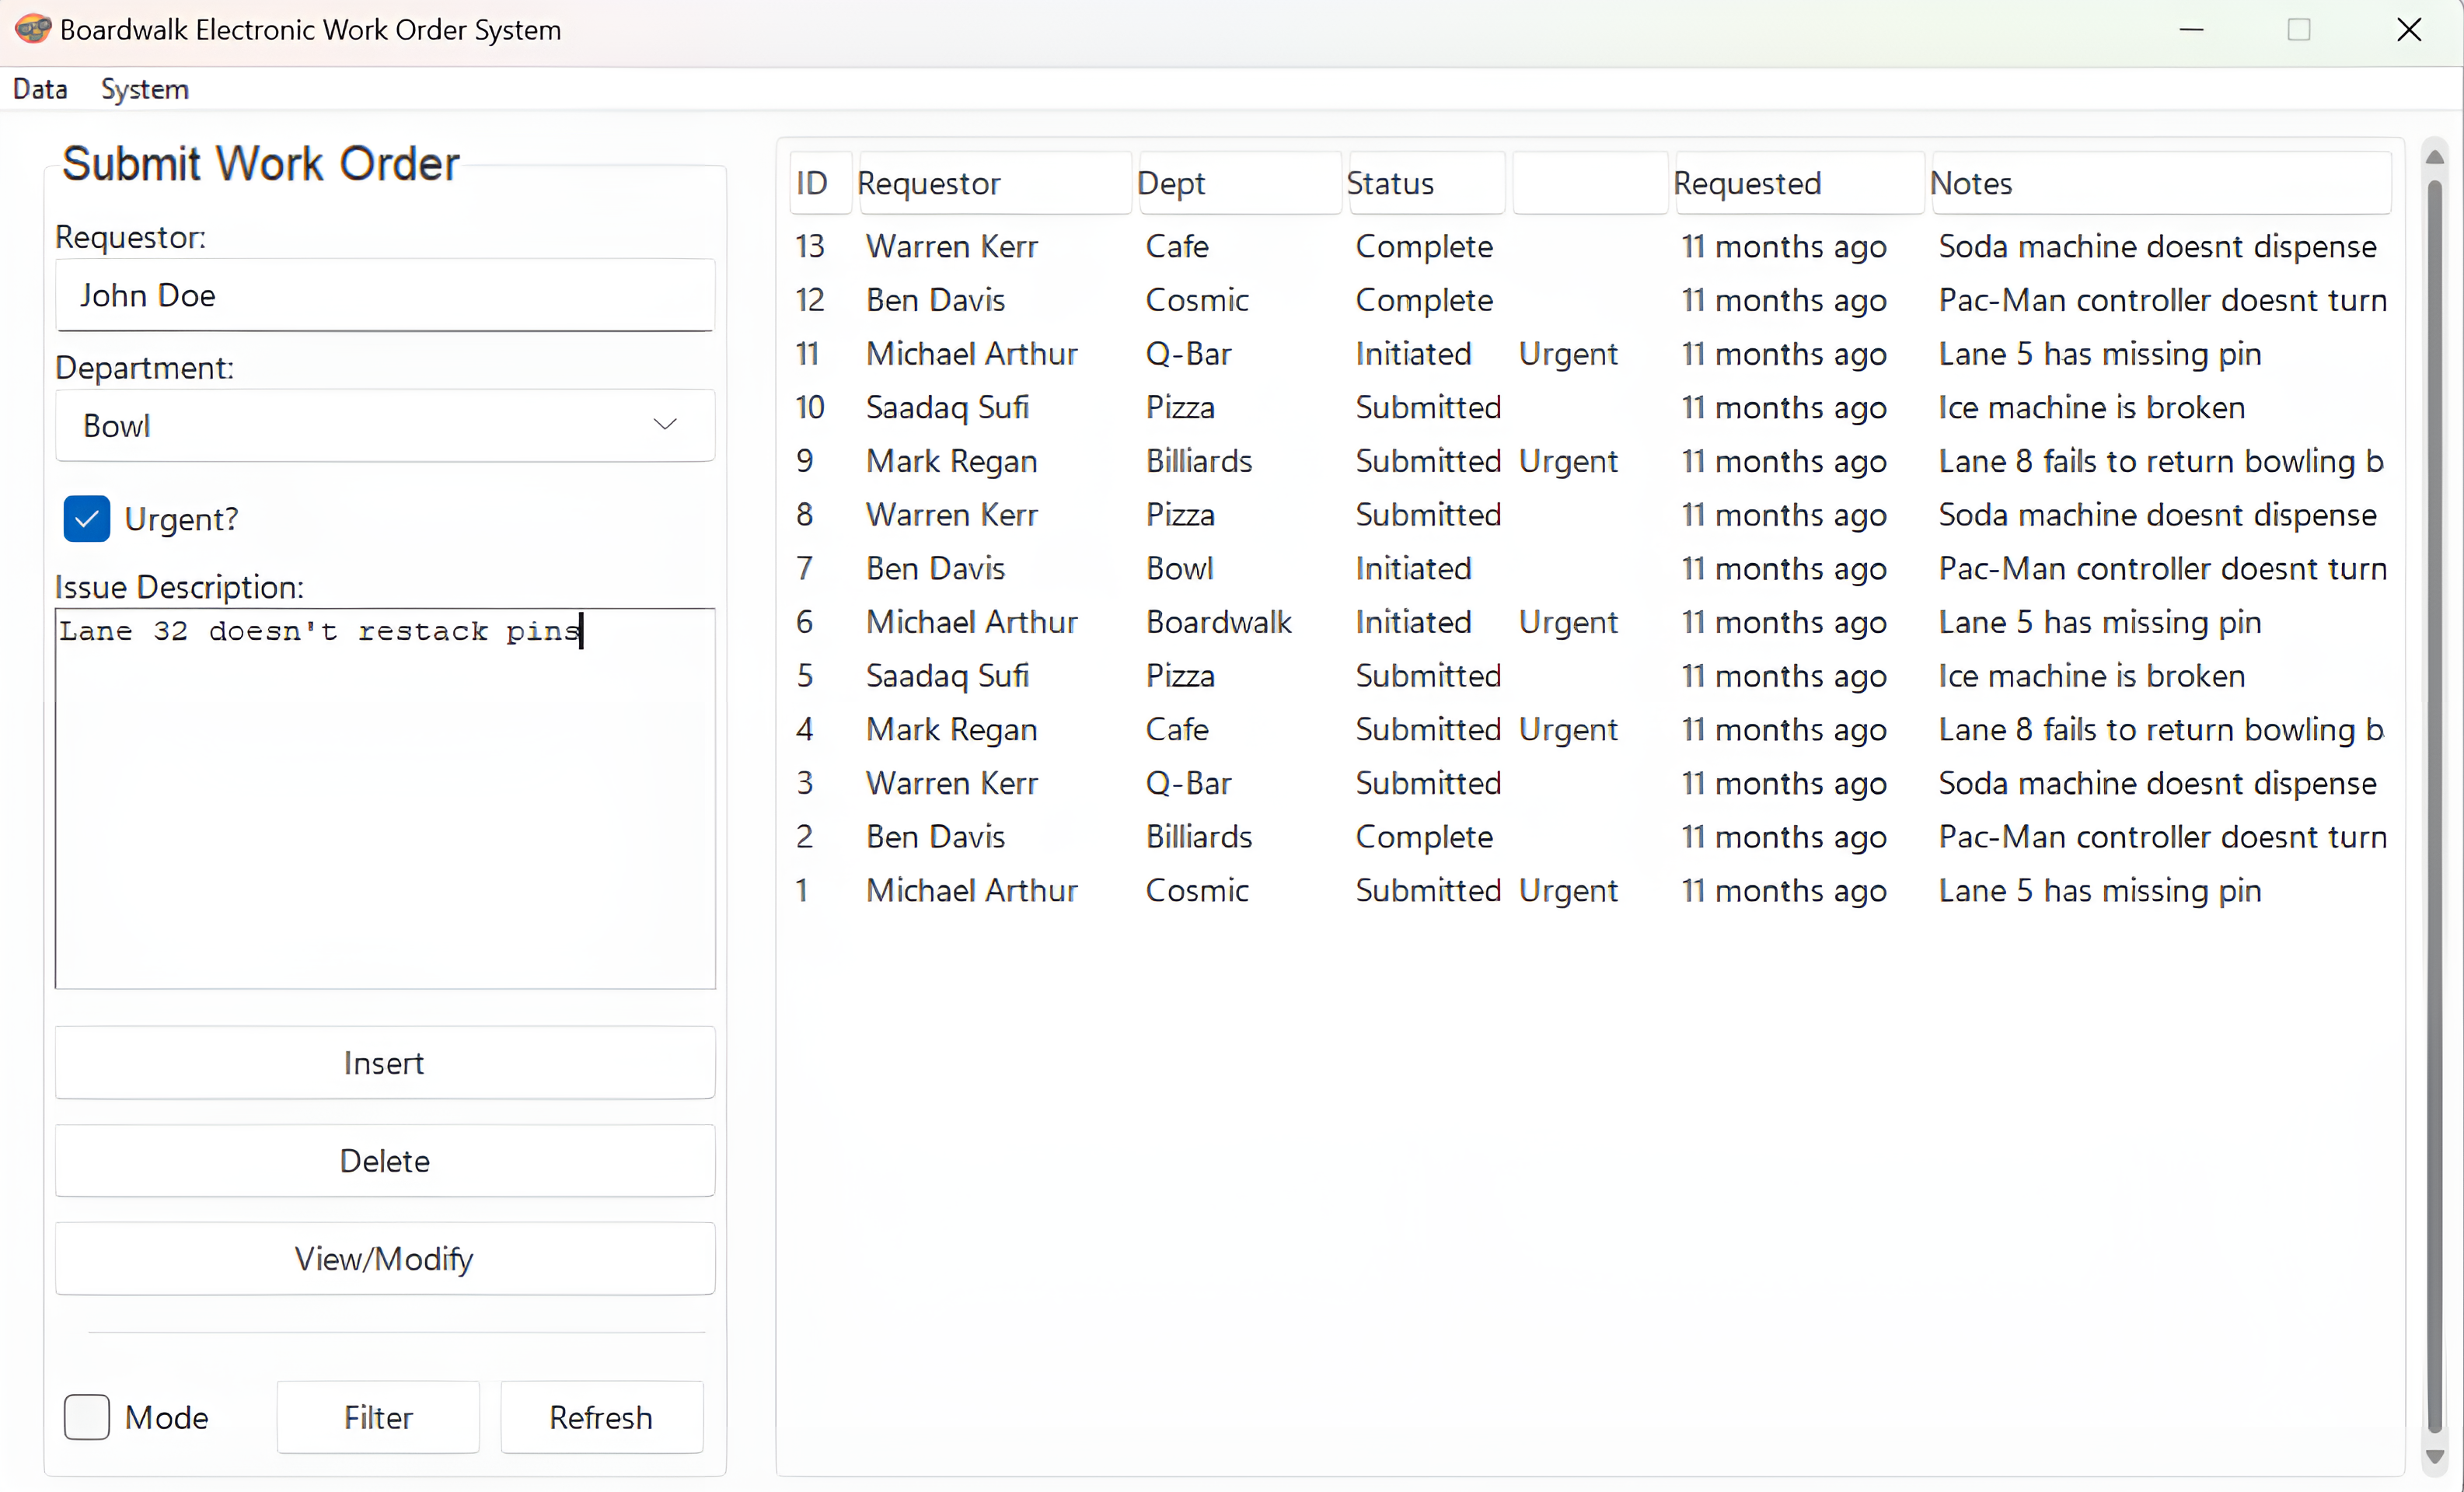 Boardwalk Electronic Work Order System
Data System
Submit Work Order
Requestor:
John Doe
Department:
Bowl
Urgent?
Issue Description:
Lane 32 doesn't restack pins
Insert
Delete
View/Modify
Mode Filter Refresh
ID Requestor Dept Status Requested Notes
13 Warren Kerr Cafe Complete 11 months ago Soda machine doesnt dispense
12 Ben Davis Cosmic Complete 11 months ago Pac-Man controller doesnt turn
11 Michael Arthur Q-Bar Initiated Urgent 11 months ago Lane 5 has missing pin
10 Saadaq Sufi Pizza Submitted 11 months ago Ice machine is broken
9 Mark Regan Billiards Submitted Urgent 11 months ago Lane 8 fails to return bowling b
8 Warren Kerr Pizza Submitted 11 months ago Soda machine doesnt dispense
7 Ben Davis Bowl Initiated 11 months ago Pac-Man controller doesnt turn
6 Michael Arthur Boardwalk Initiated Urgent 11 months ago Lane 5 has missing pin
5 Saadaq Sufi Pizza Submitted 11 months ago Ice machine is broken
4 Mark Regan Cafe Submitted Urgent 11 months ago Lane 8 fails to return bowling b
3 Warren Kerr Q-Bar Submitted 11 months ago Soda machine doesnt dispense
2 Ben Davis Billiards Complete 11 months ago Pac-Man controller doesnt turn
1 Michael Arthur Cosmic Submitted Urgent 11 months ago Lane 5 has missing pin